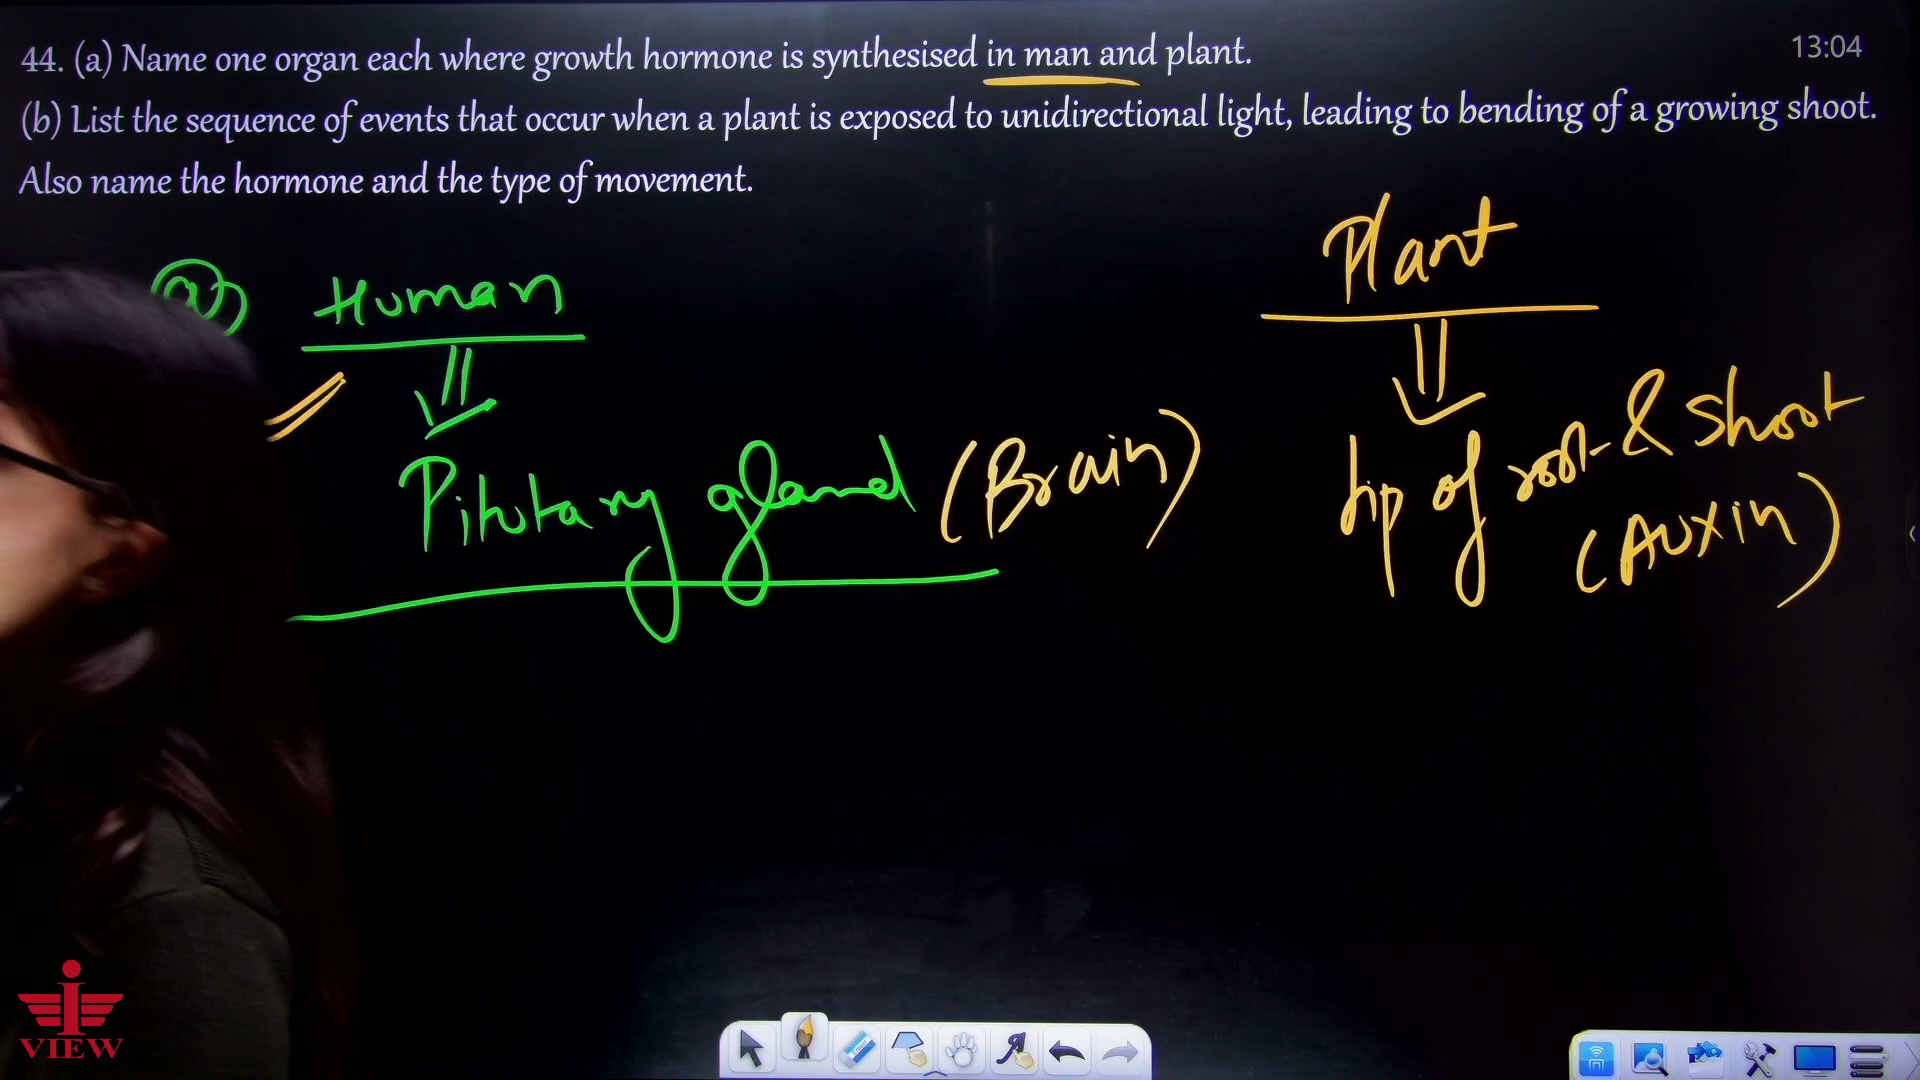 44. (a) Name one organ each where growth hormone is synthesised in man and plant.
13:04
(b) List the sequence of events that occur when a plant is exposed to unidirectional light, leading to bending of a growing shoot.
Also name the hormone and the type of movement.
(a) Human
Pitutary gland (Brain)
Plant
tip of root & shoot
(Auxin)
VIEW